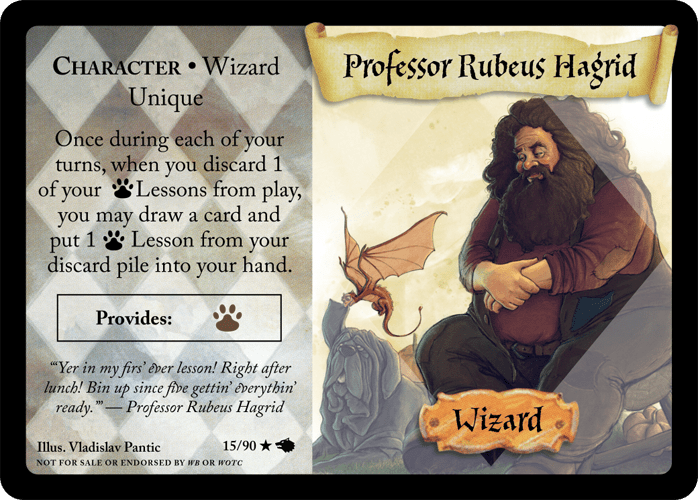 Professor Rubeus Hagrid
CHARACTER • Wizard
Unique
Once during each of your
turns, when you discard 1
of your Lessons from play,
you may draw a card and
put 1 Lesson from your
discard pile into your hand.
Provides:
“‘Yer in my firs’ ever lesson! Right after
lunch! Bin up since five gettin’ everythin’
ready.’” — Professor Rubeus Hagrid
Wizard
Illus. Vladislav Pantic 15/90 ★
NOT FOR SALE OR ENDORSED BY WB OR WOTC